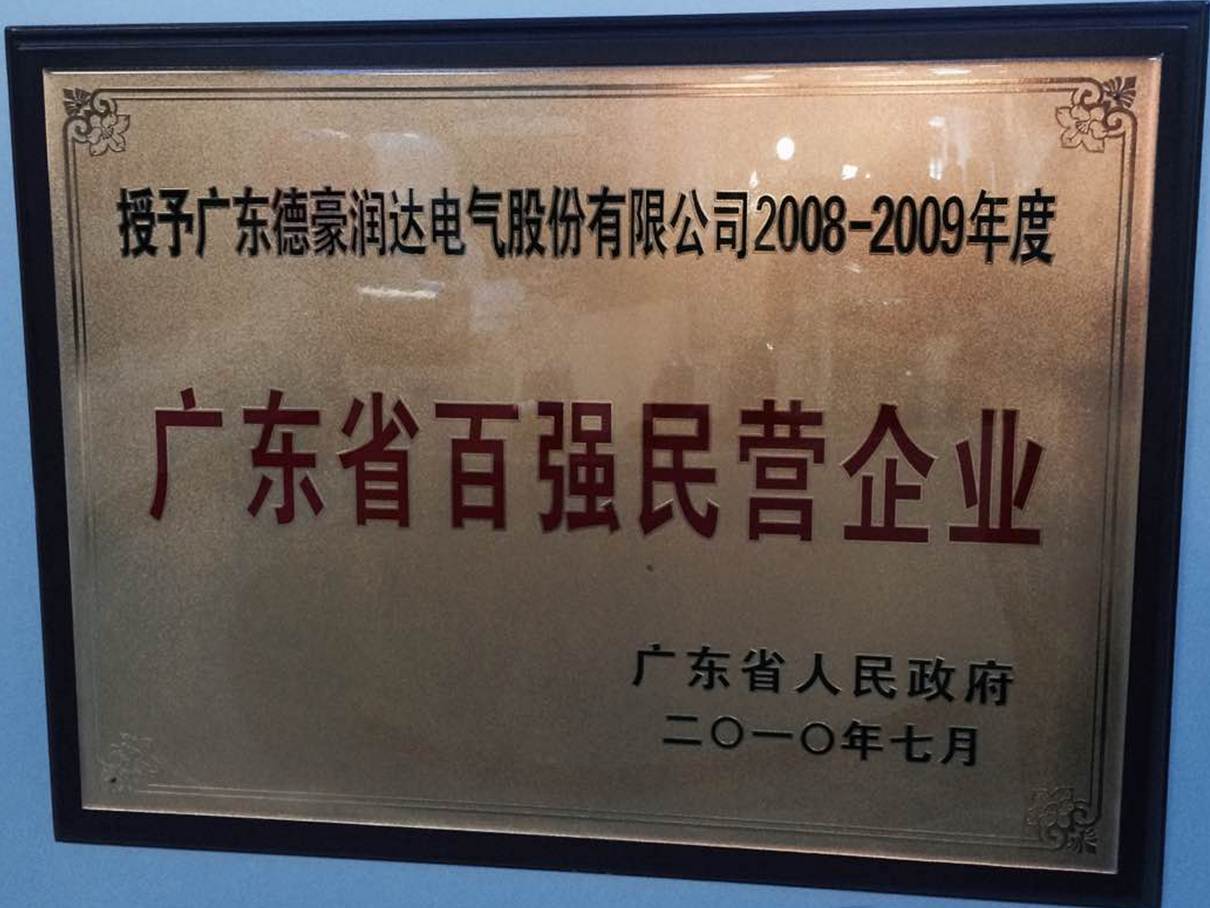 授予广东德豪润达电气股份有限公司2008-2009年度
广东省百强民营企业
广东省人民政府
二〇一〇年七月